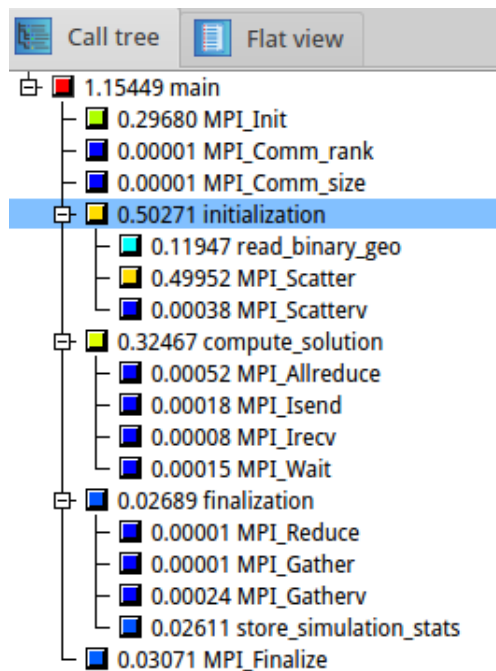 Call tree Flat view
1.15449 main
0.29680 MPI_Init
0.00001 MPI_Comm_rank
0.00001 MPI_Comm_size
0.50271 initialization
0.11947 read_binary_geo
0.49952 MPI_Scatter
0.00038 MPI_Scatterv
0.32467 compute_solution
0.00052 MPI_Allreduce
0.00018 MPI_Isend
0.00008 MPI_Irecv
0.00015 MPI_Wait
0.02689 finalization
0.00001 MPI_Reduce
0.00001 MPI_Gather
0.00024 MPI_Gatherv
0.02611 store_simulation_stats
0.03071 MPI_Finalize